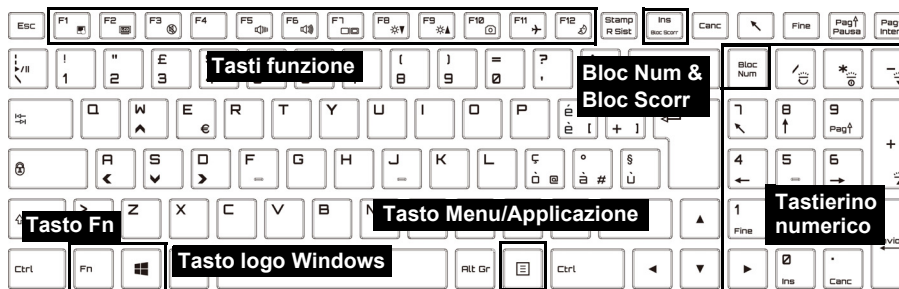 Esc F1 F2 F3 F4 F5 F6 F7 F8 F9 F10 F11 F12 Stamp R Sist Ins Bloc Scorr Canc Fine Pag Pausa Pag Inter
! 1 " 2 £ 3 Tasti funzione ( 8 ) 9 = 0 ? ' Bloc Num & Bloc Scorr Bloc Num / * -
Q W E € R T Y U I O P é è [ + ] 7 8 9 Pag +
A S D F G H J K L ç ò @ ° à # § ù 4 5 6
Tasto Fn > Z X C V B N Tasto Menu/Applicazione 1 Fine Tastierino numerico
Ctrl Fn Tasto logo Windows Alt Gr Ctrl 0 Ins . Canc